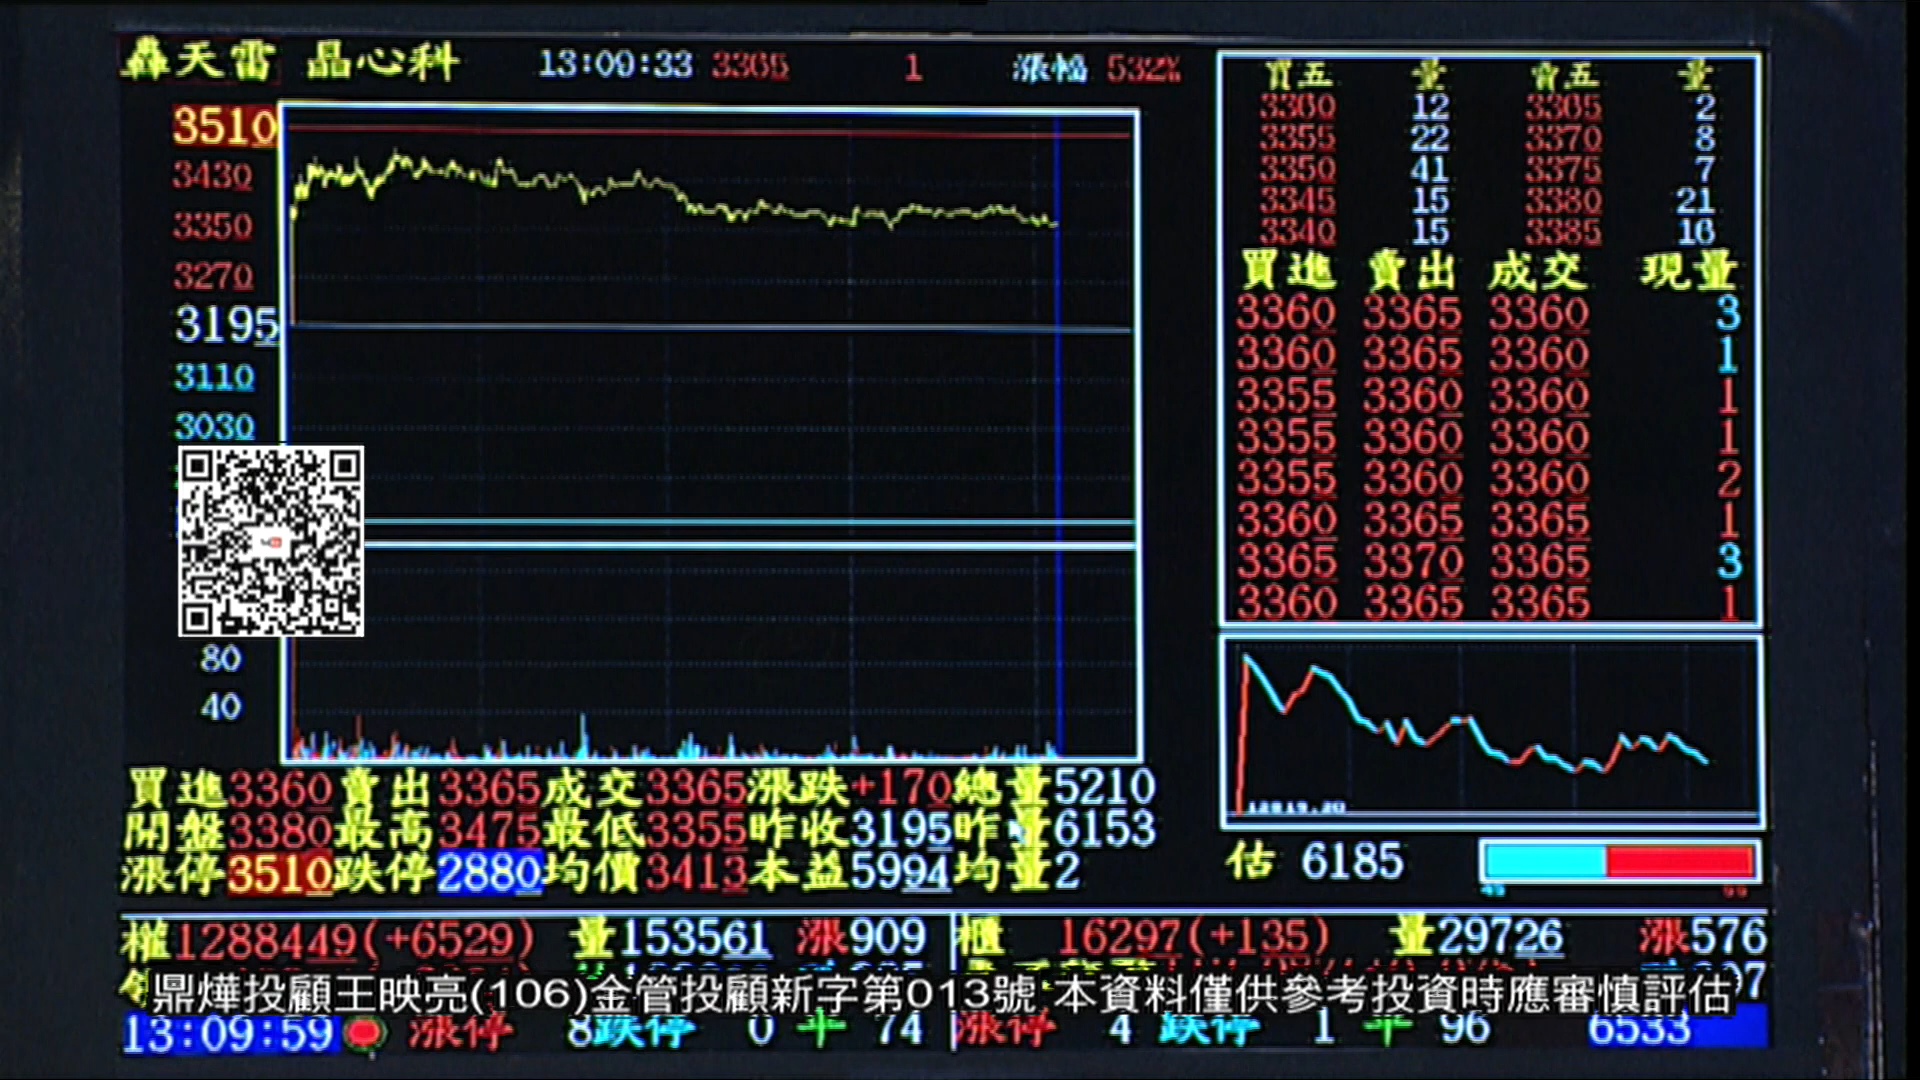 轟天雷 晶心科 13:09:33 3365 1 漲幅 532%
3510
3430
3350
3270
3195
3110
3030
80
40
買五 量 賣五 量
3360 12 3365 2
3355 22 3370 8
3350 41 3375 7
3345 15 3380 21
3340 15 3385 16
買進 賣出 成交 現量
3360 3365 3360 3
3360 3365 3360 1
3355 3360 3360 1
3355 3360 3360 1
3355 3360 3360 2
3360 3365 3365 1
3365 3370 3365 3
3360 3365 3365 1
12819.20
估 6185
買進3360賣出3365成交3365漲跌+170總量5210
開盤3380最高3475最低3355昨收3195昨量6153
漲停3510跌停2880均價3413本益5994均量2
權1288449(+6529) 量153561 漲909
櫃 16297(+135) 量29726 漲576
鼎燁投顧王映亮(106)金管投顧新字第013號 本資料僅供參考投資時應審慎評估
13:09:59 漲停 8跌停 0 平 74 漲停 4 跌停 1 平 96 6533